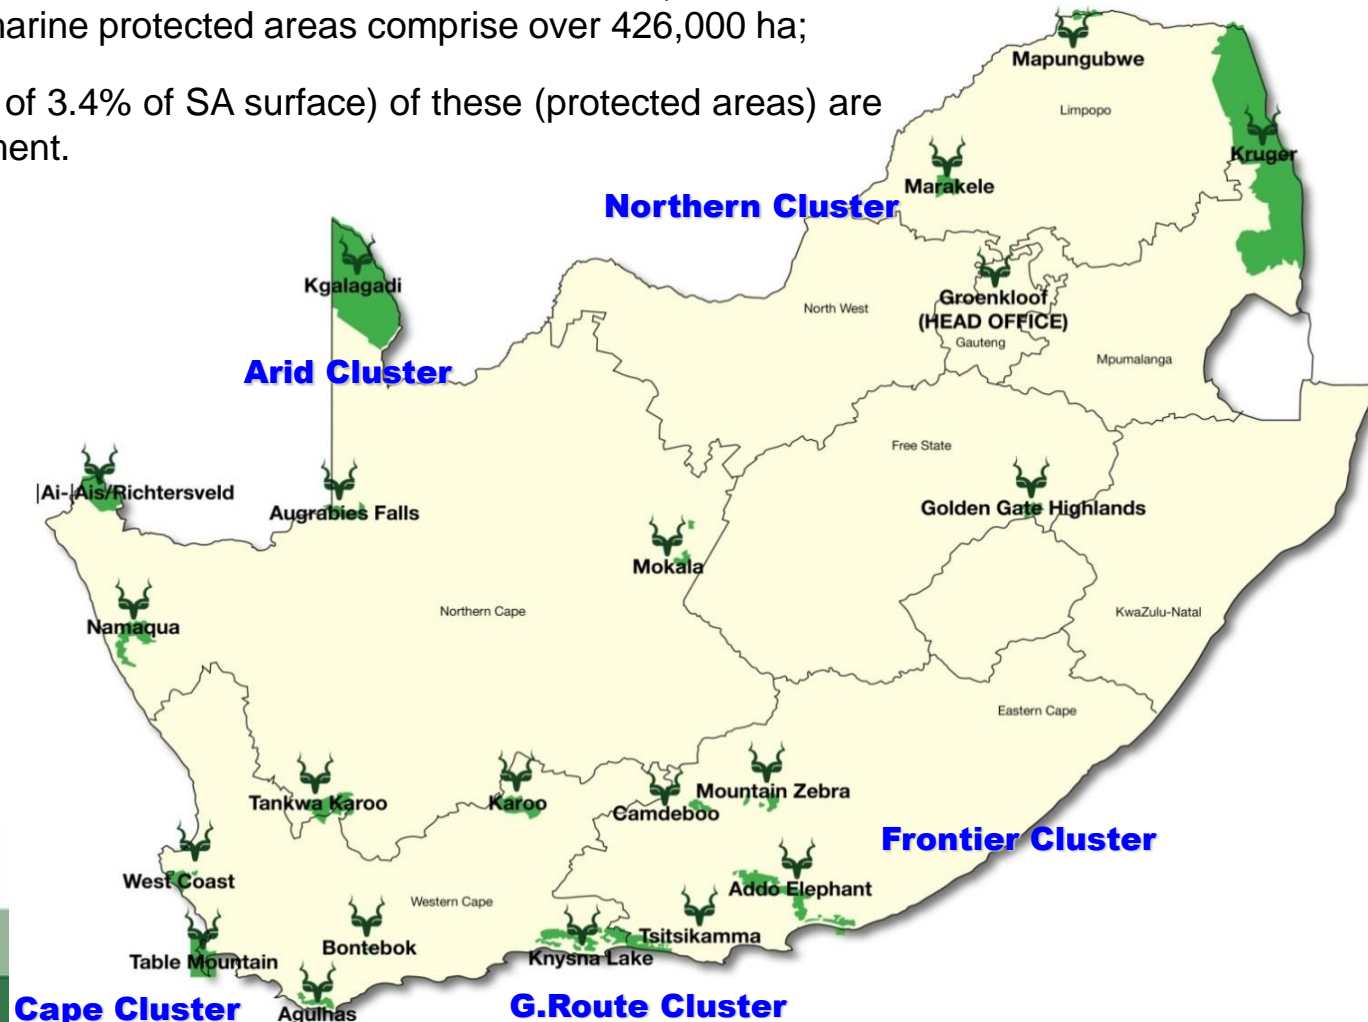 marine protected areas comprise over 426,000 ha;
of 3.4% of SA surface) of these (protected areas) are
Mapungubwe
Limpopo
Kruger
Marakele
Northern Cluster
Kgalagadi
Groenkloof
(HEAD OFFICE)
North West
Gauteng
Mpumalanga
Arid Cluster
Free State
|Ai-|Ais/Richtersveld
Augrabies Falls
Golden Gate Highlands
Mokala
Northern Cape
KwaZulu-Natal
Namaqua
Eastern Cape
Mountain Zebra
Tankwa Karoo
Karoo
Camdeboo
Frontier Cluster
West Coast
Addo Elephant
Western Cape
Tsitsikamma
Bontebok
Knysna Lake
Table Mountain
Cape Cluster
G.Route Cluster
Agulhas